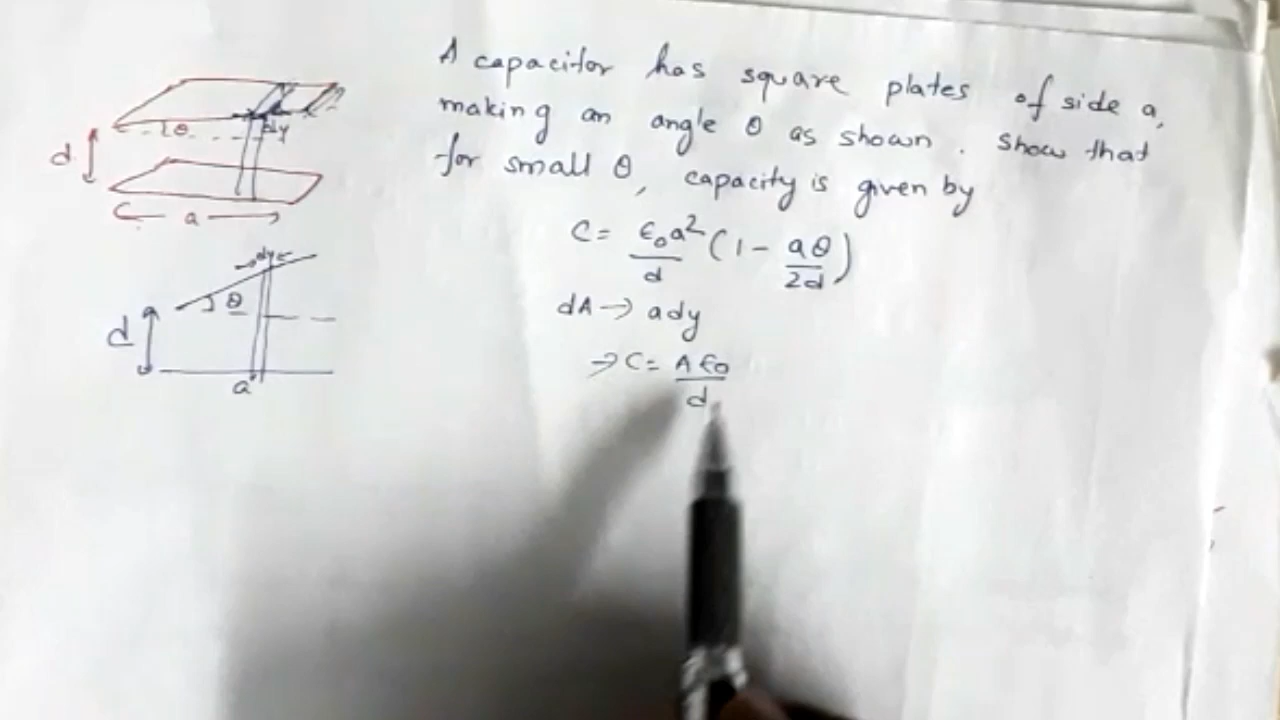 A capacitor has square plates of side a,
making an angle θ as shown. Show that
for small θ, capacity is given by
C = ε₀a²/d (1 - aθ/2d)
dA → ady
→ C = Aε₀/d
θ dy
d
a
dy
θ
d
a